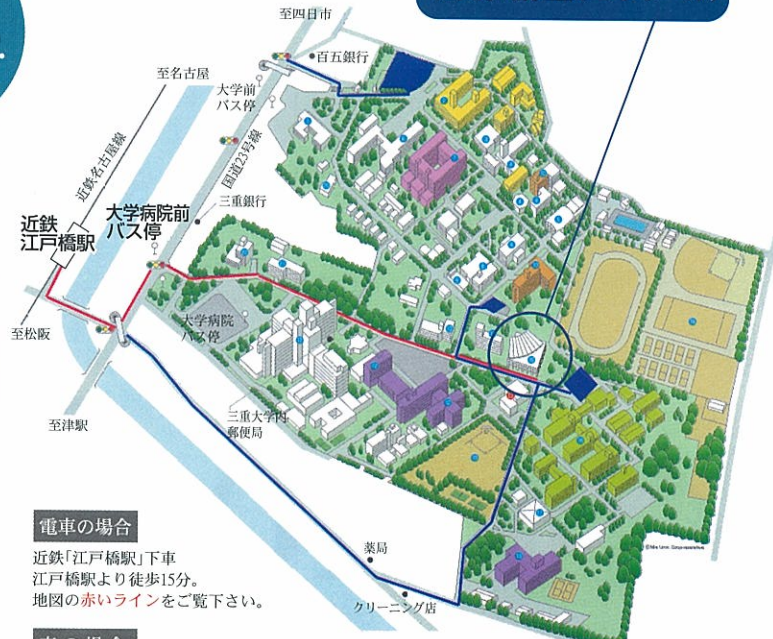 至四日市
百五銀行
至名古屋
大学前
バス停
近鉄名古屋線
国道23号線
三重銀行
近鉄
江戸橋駅
大学病院前
バス停
大学病院
バス停
至松阪
至津駅
三重大学内
郵便局
薬局
クリーニング店
電車の場合
近鉄「江戸橋駅」下車
江戸橋駅より徒歩15分。
地図の赤いラインをご覧下さい。